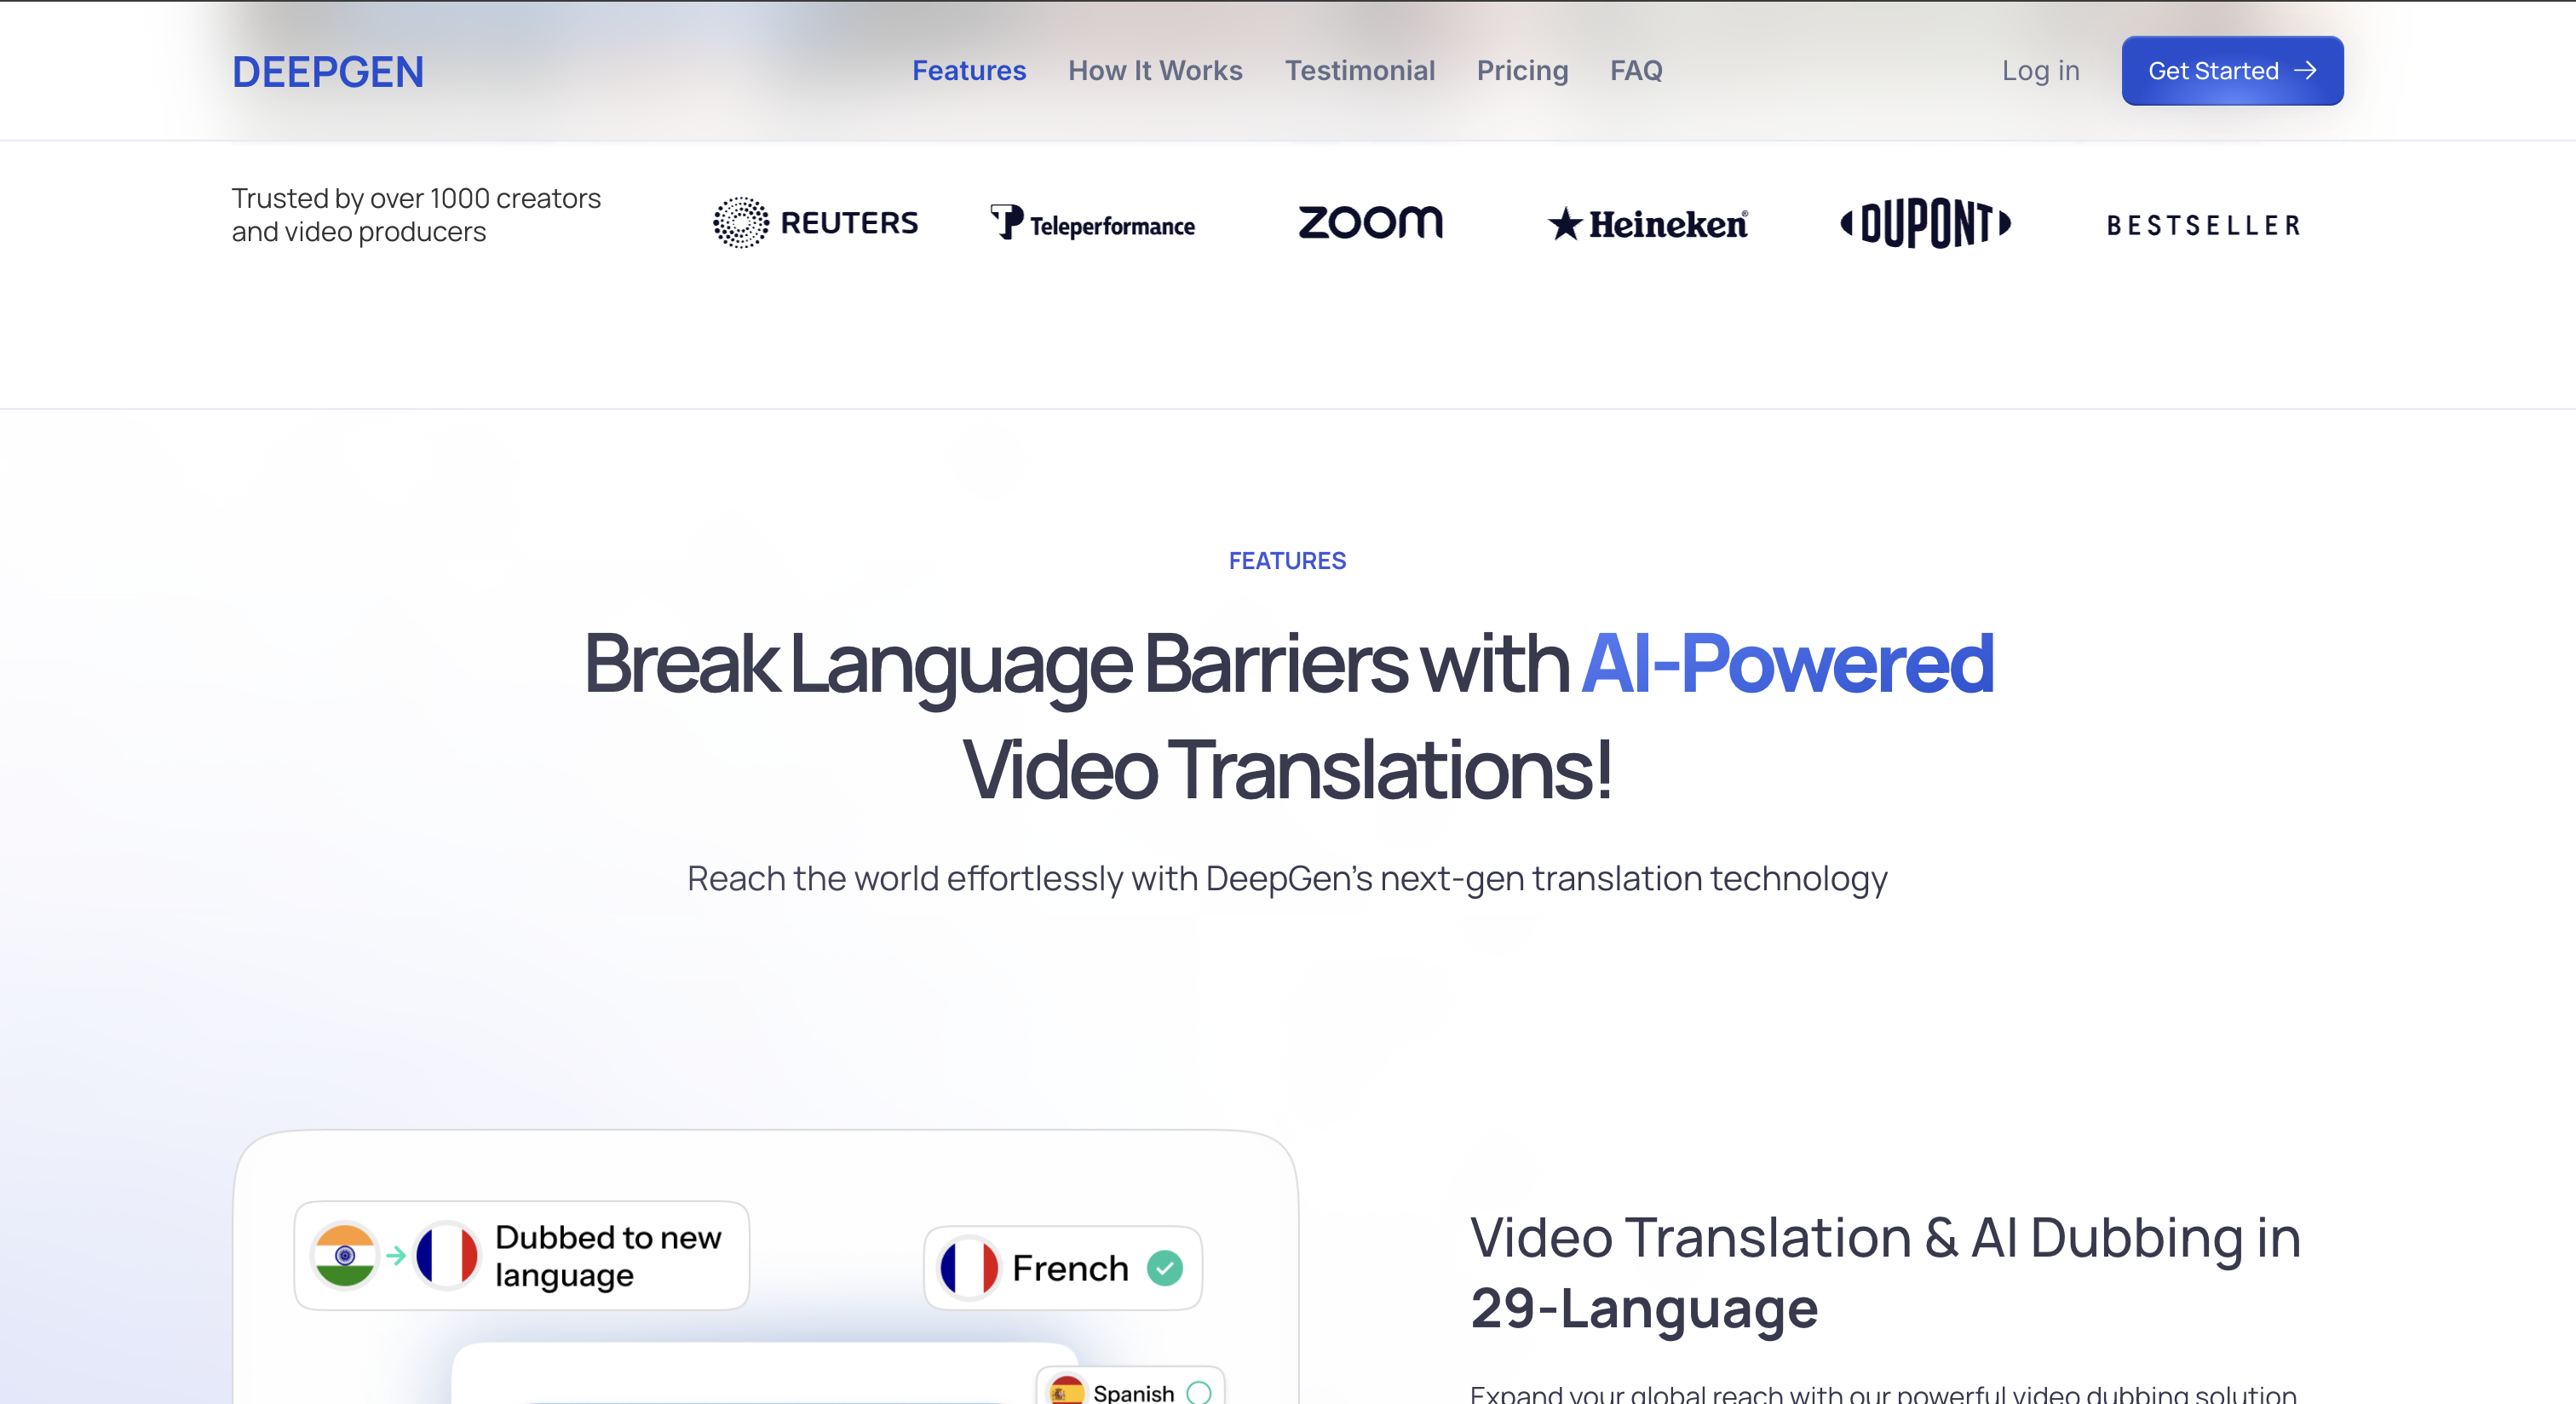 DEEPGEN
Features
How It Works
Testimonial
Pricing
FAQ
Log in
Get Started
Trusted by over 1000 creators
and video producers
REUTERS
Teleperformance
zoom
Heineken®
DUPONT
BESTSELLER
FEATURES
Break Language Barriers with AI-Powered
Video Translations!
Reach the world effortlessly with DeepGen's next-gen translation technology
Dubbed to new
language
French
Spanish
Video Translation & AI Dubbing in
29-Language
Expand your global reach with our powerful video dubbing solution